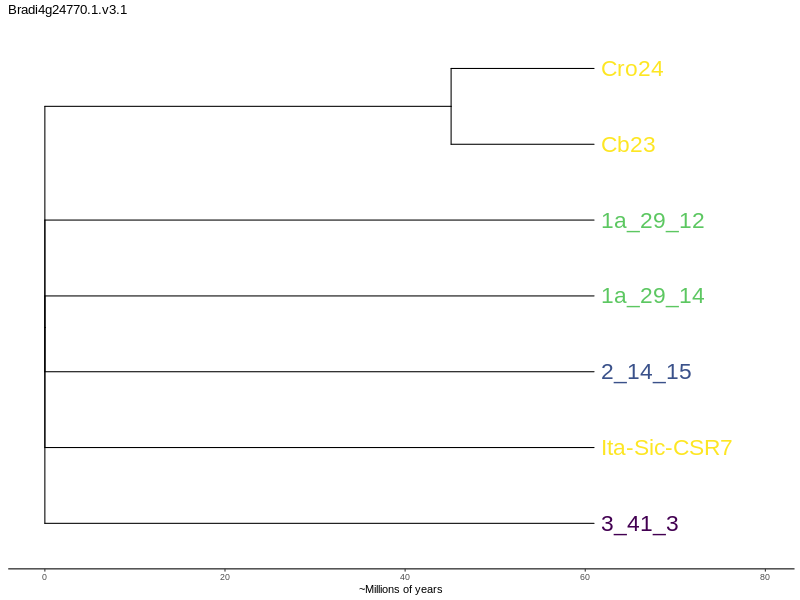 Bradi4g24770.1.v3.1
Cro24
Cb23
1a_29_12
1a_29_14
2_14_15
Ita-Sic-CSR7
3_41_3
0 20 40 60 80
~Millions of years